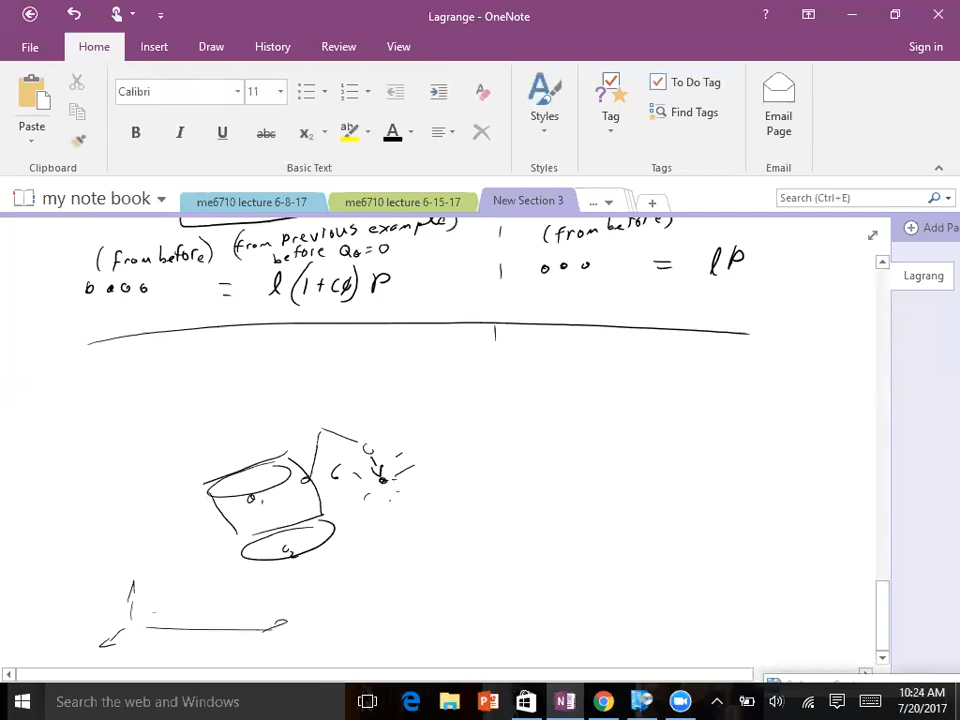 Lagrange - OneNote
File Home Insert Draw History Review View Sign in
Calibri 11
To Do Tag
Find Tags
Paste Styles Tag Email Page
B I U abc x₂ A
Clipboard Basic Text Styles Tags Email
my note book me6710 lecture 6-8-17 me6710 lecture 6-15-17 New Section 3 ... Search (Ctrl+E)
Add Pa
Lagrang
(from before) (from previous example) (from before)
before Qθ=0
= l(1+cϕ)P = lP
6
Search the web and Windows
10:24 AM
7/20/2017